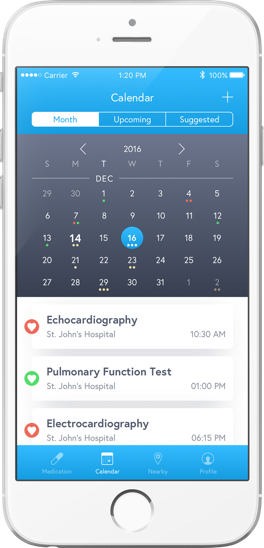 Carrier 1:20 PM 100%
Calendar +
Month Upcoming Suggested
< 2016 >
S M T W T F S
DEC
29 30 1 2 3 4 5
6 7 8 9 10 11 12
13 14 15 16 17 18 19
20 21 22 23 24 25 26
27 28 29 30 31 1 2
Echocardiography
St. John's Hospital 10:30 AM
Pulmonary Function Test
St. John's Hospital 01:00 PM
Electrocardiography
St. John's Hospital 06:15 PM
Medication Calendar Nearby Profile